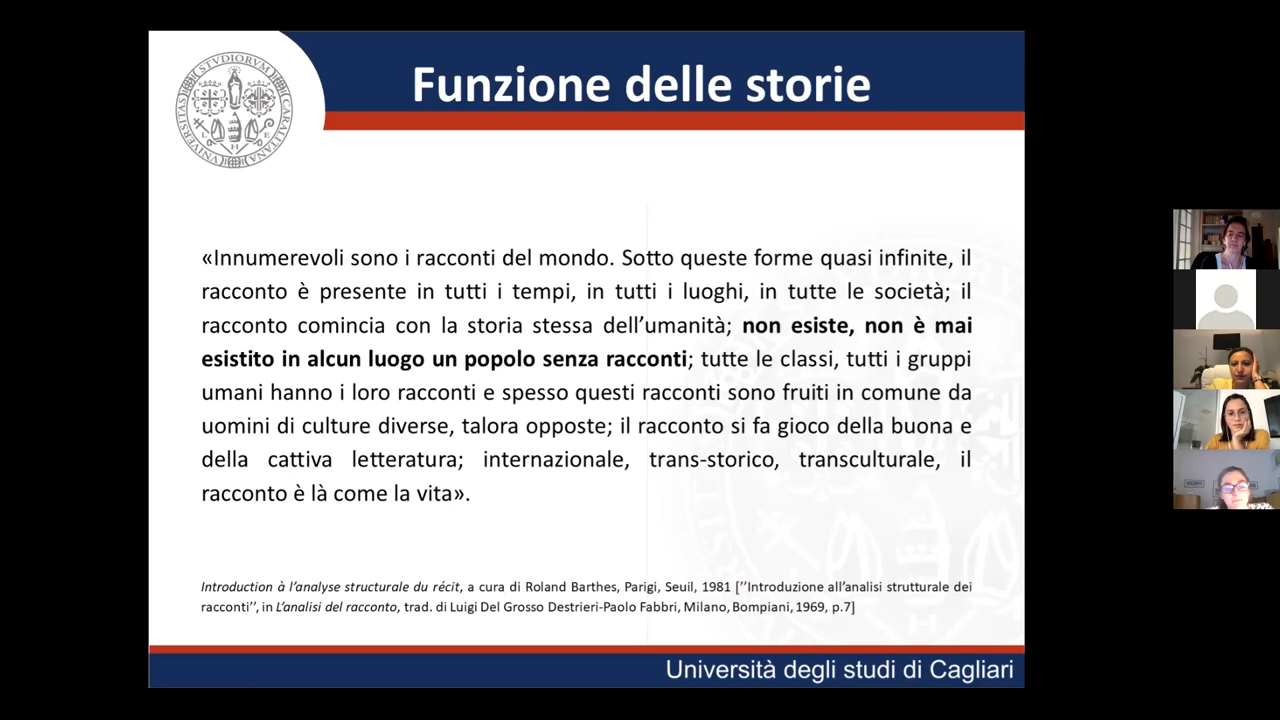 Funzione delle storie
STVDIORVM
VNIVERSITAS
CARALITANA
«Innumerevoli sono i racconti del mondo. Sotto queste forme quasi infinite, il
racconto è presente in tutti i tempi, in tutti i luoghi, in tutte le società; il
racconto comincia con la storia stessa dell’umanità; non esiste, non è mai
esistito in alcun luogo un popolo senza racconti; tutte le classi, tutti i gruppi
umani hanno i loro racconti e spesso questi racconti sono fruiti in comune da
uomini di culture diverse, talora opposte; il racconto si fa gioco della buona e
della cattiva letteratura; internazionale, trans-storico, transculturale, il
racconto è là come la vita».
Introduction à l’analyse structurale du récit, a cura di Roland Barthes, Parigi, Seuil, 1981 [’’Introduzione all’analisi strutturale dei
racconti’’, in L’analisi del racconto, trad. di Luigi Del Grosso Destrieri-Paolo Fabbri, Milano, Bompiani, 1969, p.7]
Università degli studi di Cagliari